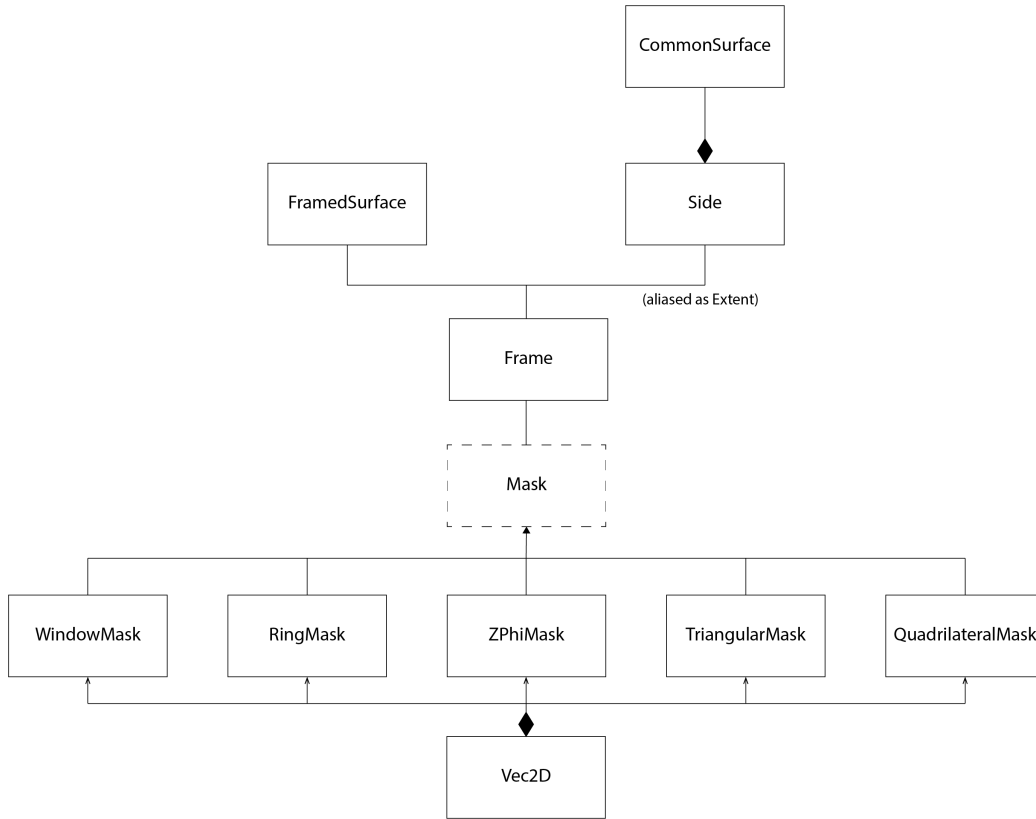 CommonSurface
FramedSurface
Side
(aliased as Extent)
Frame
Mask
WindowMask
RingMask
ZPhiMask
TriangularMask
QuadrilateralMask
Vec2D